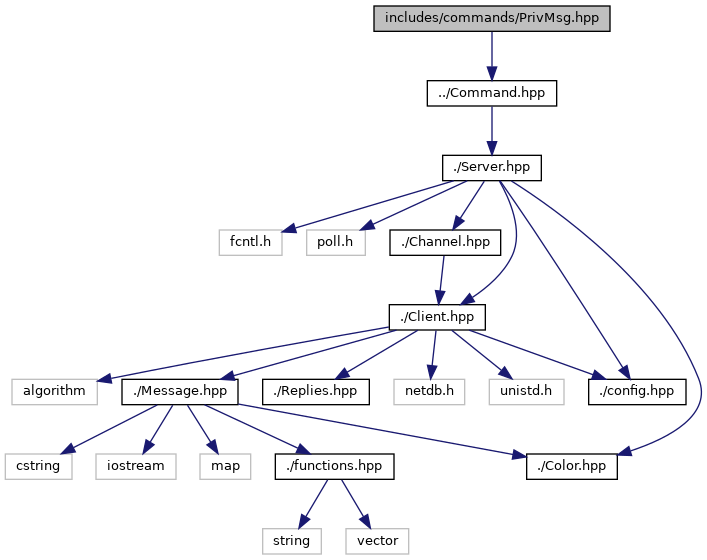 includes/commands/PrivMsg.hpp
../Command.hpp
./Server.hpp
fcntl.h
poll.h
./Channel.hpp
./Client.hpp
algorithm
./Message.hpp
./Replies.hpp
netdb.h
unistd.h
./config.hpp
cstring
iostream
map
./functions.hpp
./Color.hpp
string
vector